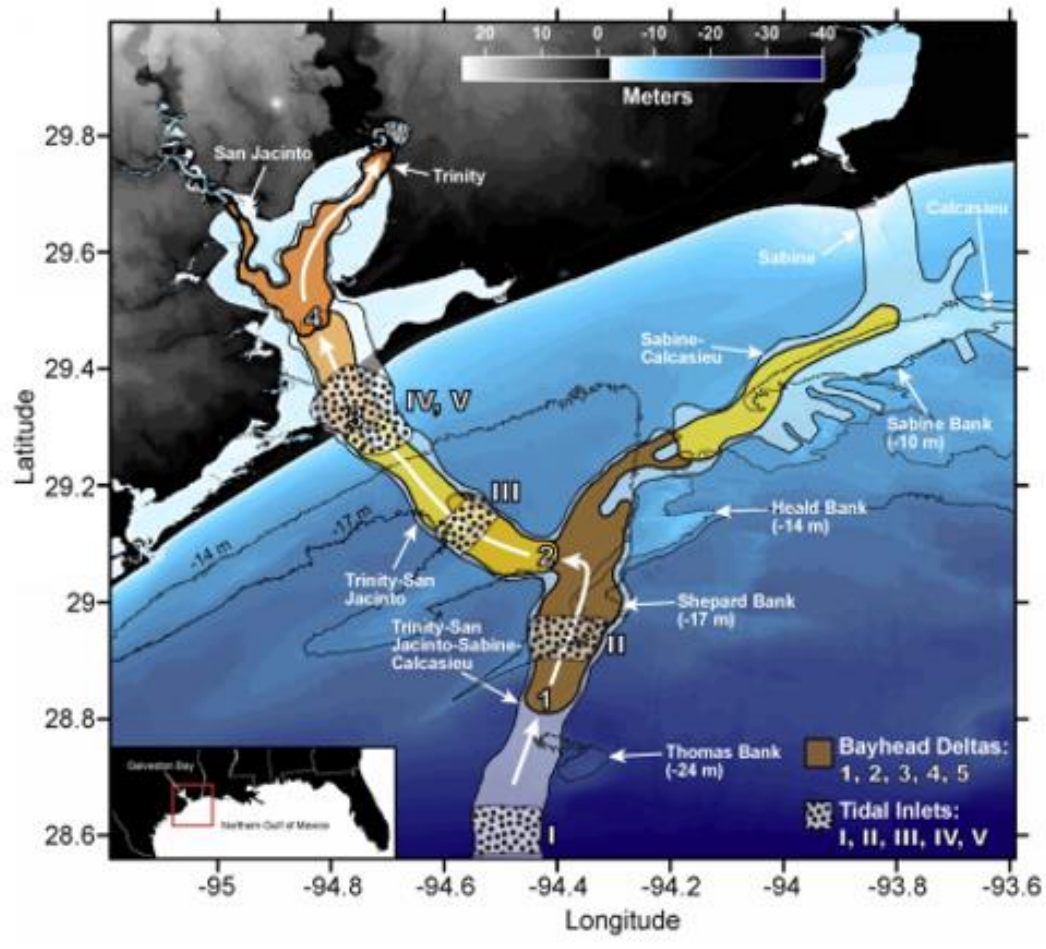 20 10 0 -10 -20 -30 -40
Meters
29.8
29.6
29.4
29.2
29
28.8
28.6
Latitude
San Jacinto
5
Trinity
Calcasieu
Sabine
4
Sabine-
Calcasieu
IV, V
Sabine Bank
(-10 m)
III
-17 m
-14 m
Heald Bank
(-14 m)
2
Trinity-San
Jacinto
Shepard Bank
(-17 m)
Trinity-San
Jacinto-Sabine-
Calcasieu
II
1
Thomas Bank
(-24 m)
Bayhead Deltas:
1, 2, 3, 4, 5
Tidal Inlets:
I, II, III, IV, V
I
Galveston Bay
Northern Gulf of Mexico
-95 -94.8 -94.6 -94.4 -94.2 -94 -93.8 -93.6
Longitude